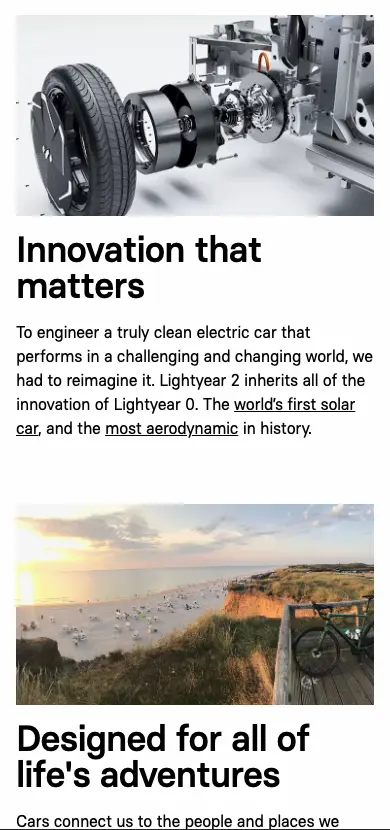 Innovation that
matters
To engineer a truly clean electric car that
performs in a challenging and changing world, we
had to reimagine it. Lightyear 2 inherits all of the
innovation of Lightyear 0. The world’s first solar
car, and the most aerodynamic in history.
Designed for all of
life's adventures
Cars connect us to the people and places we